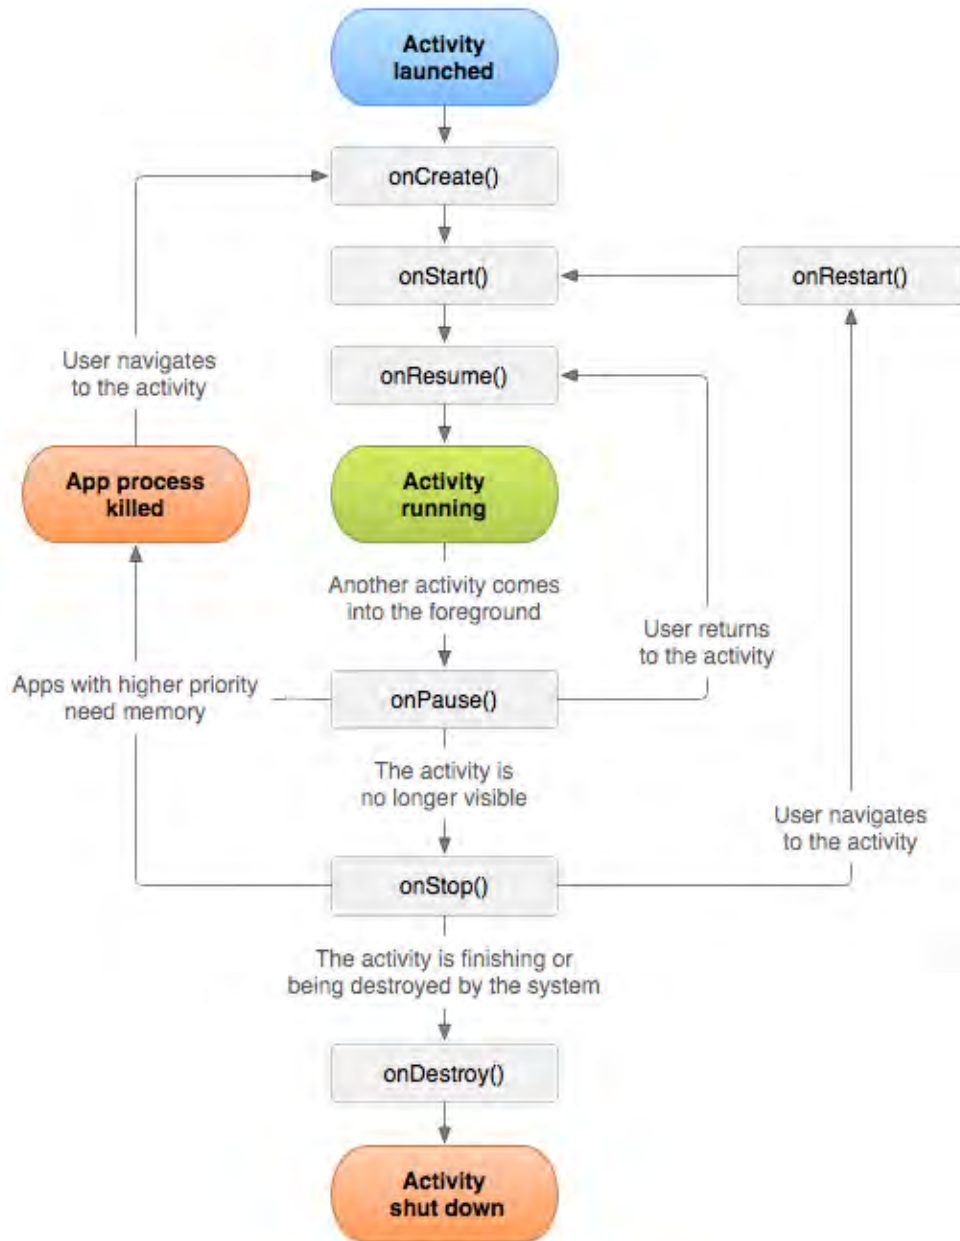 Activity
launched
onCreate()
onStart()
onRestart()
onResume()
User navigates
to the activity
App process
killed
Activity
running
Another activity comes
into the foreground
User returns
to the activity
Apps with higher priority
need memory
onPause()
The activity is
no longer visible
User navigates
to the activity
onStop()
The activity is finishing or
being destroyed by the system
onDestroy()
Activity
shut down